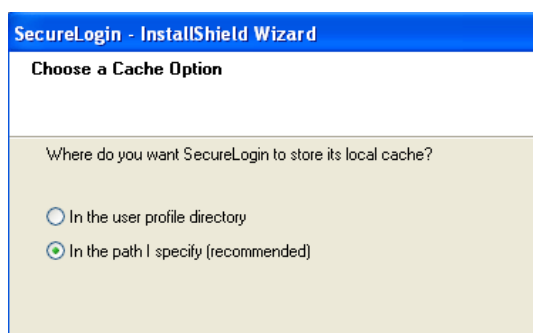 SecureLogin - InstallShield Wizard
Choose a Cache Option
Where do you want SecureLogin to store its local cache?
In the user profile directory
In the path I specify (recommended)